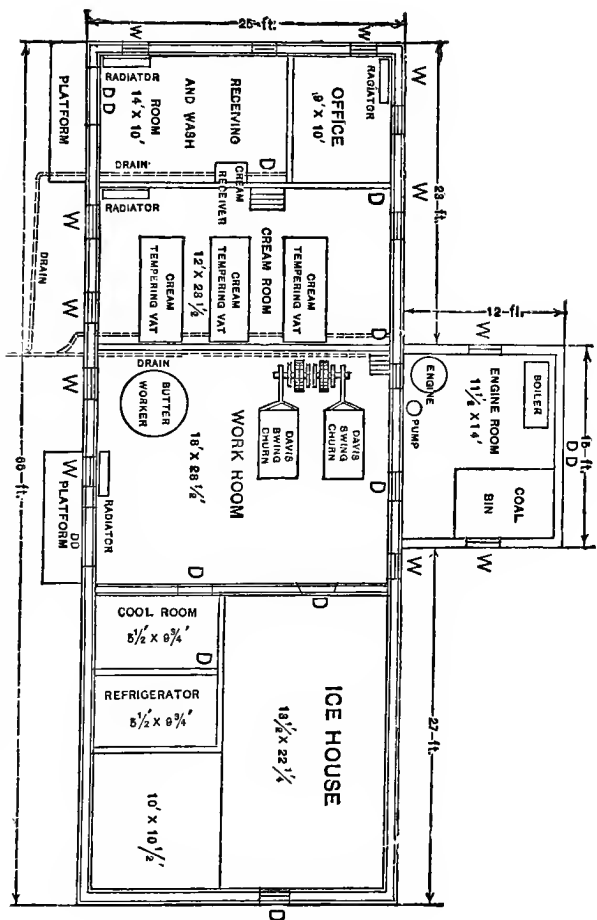 25-ft.
W
W
W
W
PLATFORM
RADIATOR
D D
RECEIVING
AND WASH
ROOM
14' X 10'
OFFICE
9' X 10'
RADIATOR
D
DRAIN
CREAM
RECEIVER
D
W
23-ft.
RADIATOR
W
DRAIN
CREAM ROOM
12' X 23 1/2'
CREAM
TEMPERING VAT
CREAM
TEMPERING VAT
CREAM
TEMPERING VAT
W
D
12-ft.
W
ENGINE
BOILER
ENGINE ROOM
11 1/2' X 14'
PUMP
COAL
BIN
D D
15-ft.
W
W
DRAIN
W
BUTTER
WORKER
WORK ROOM
18' X 23 1/2'
DAVIS
SWING
CHURN
DAVIS
SWING
CHURN
D
W
PLATFORM
DD
RADIATOR
D
D
COOL ROOM
5 1/2' X 9 3/4'
D
REFRIGERATOR
5 1/2' X 9 3/4'
10' X 10 1/2'
ICE HOUSE
13 1/2' X 22 1/4'
27-ft.
D